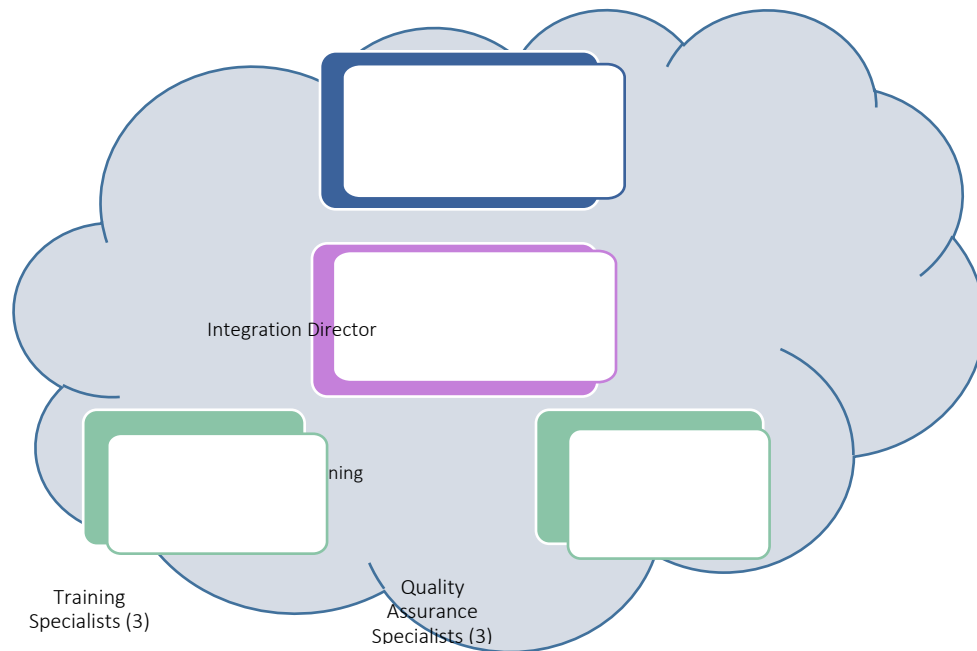 Integration Director
ning
Training
Specialists (3)
Quality
Assurance
Specialists (3)